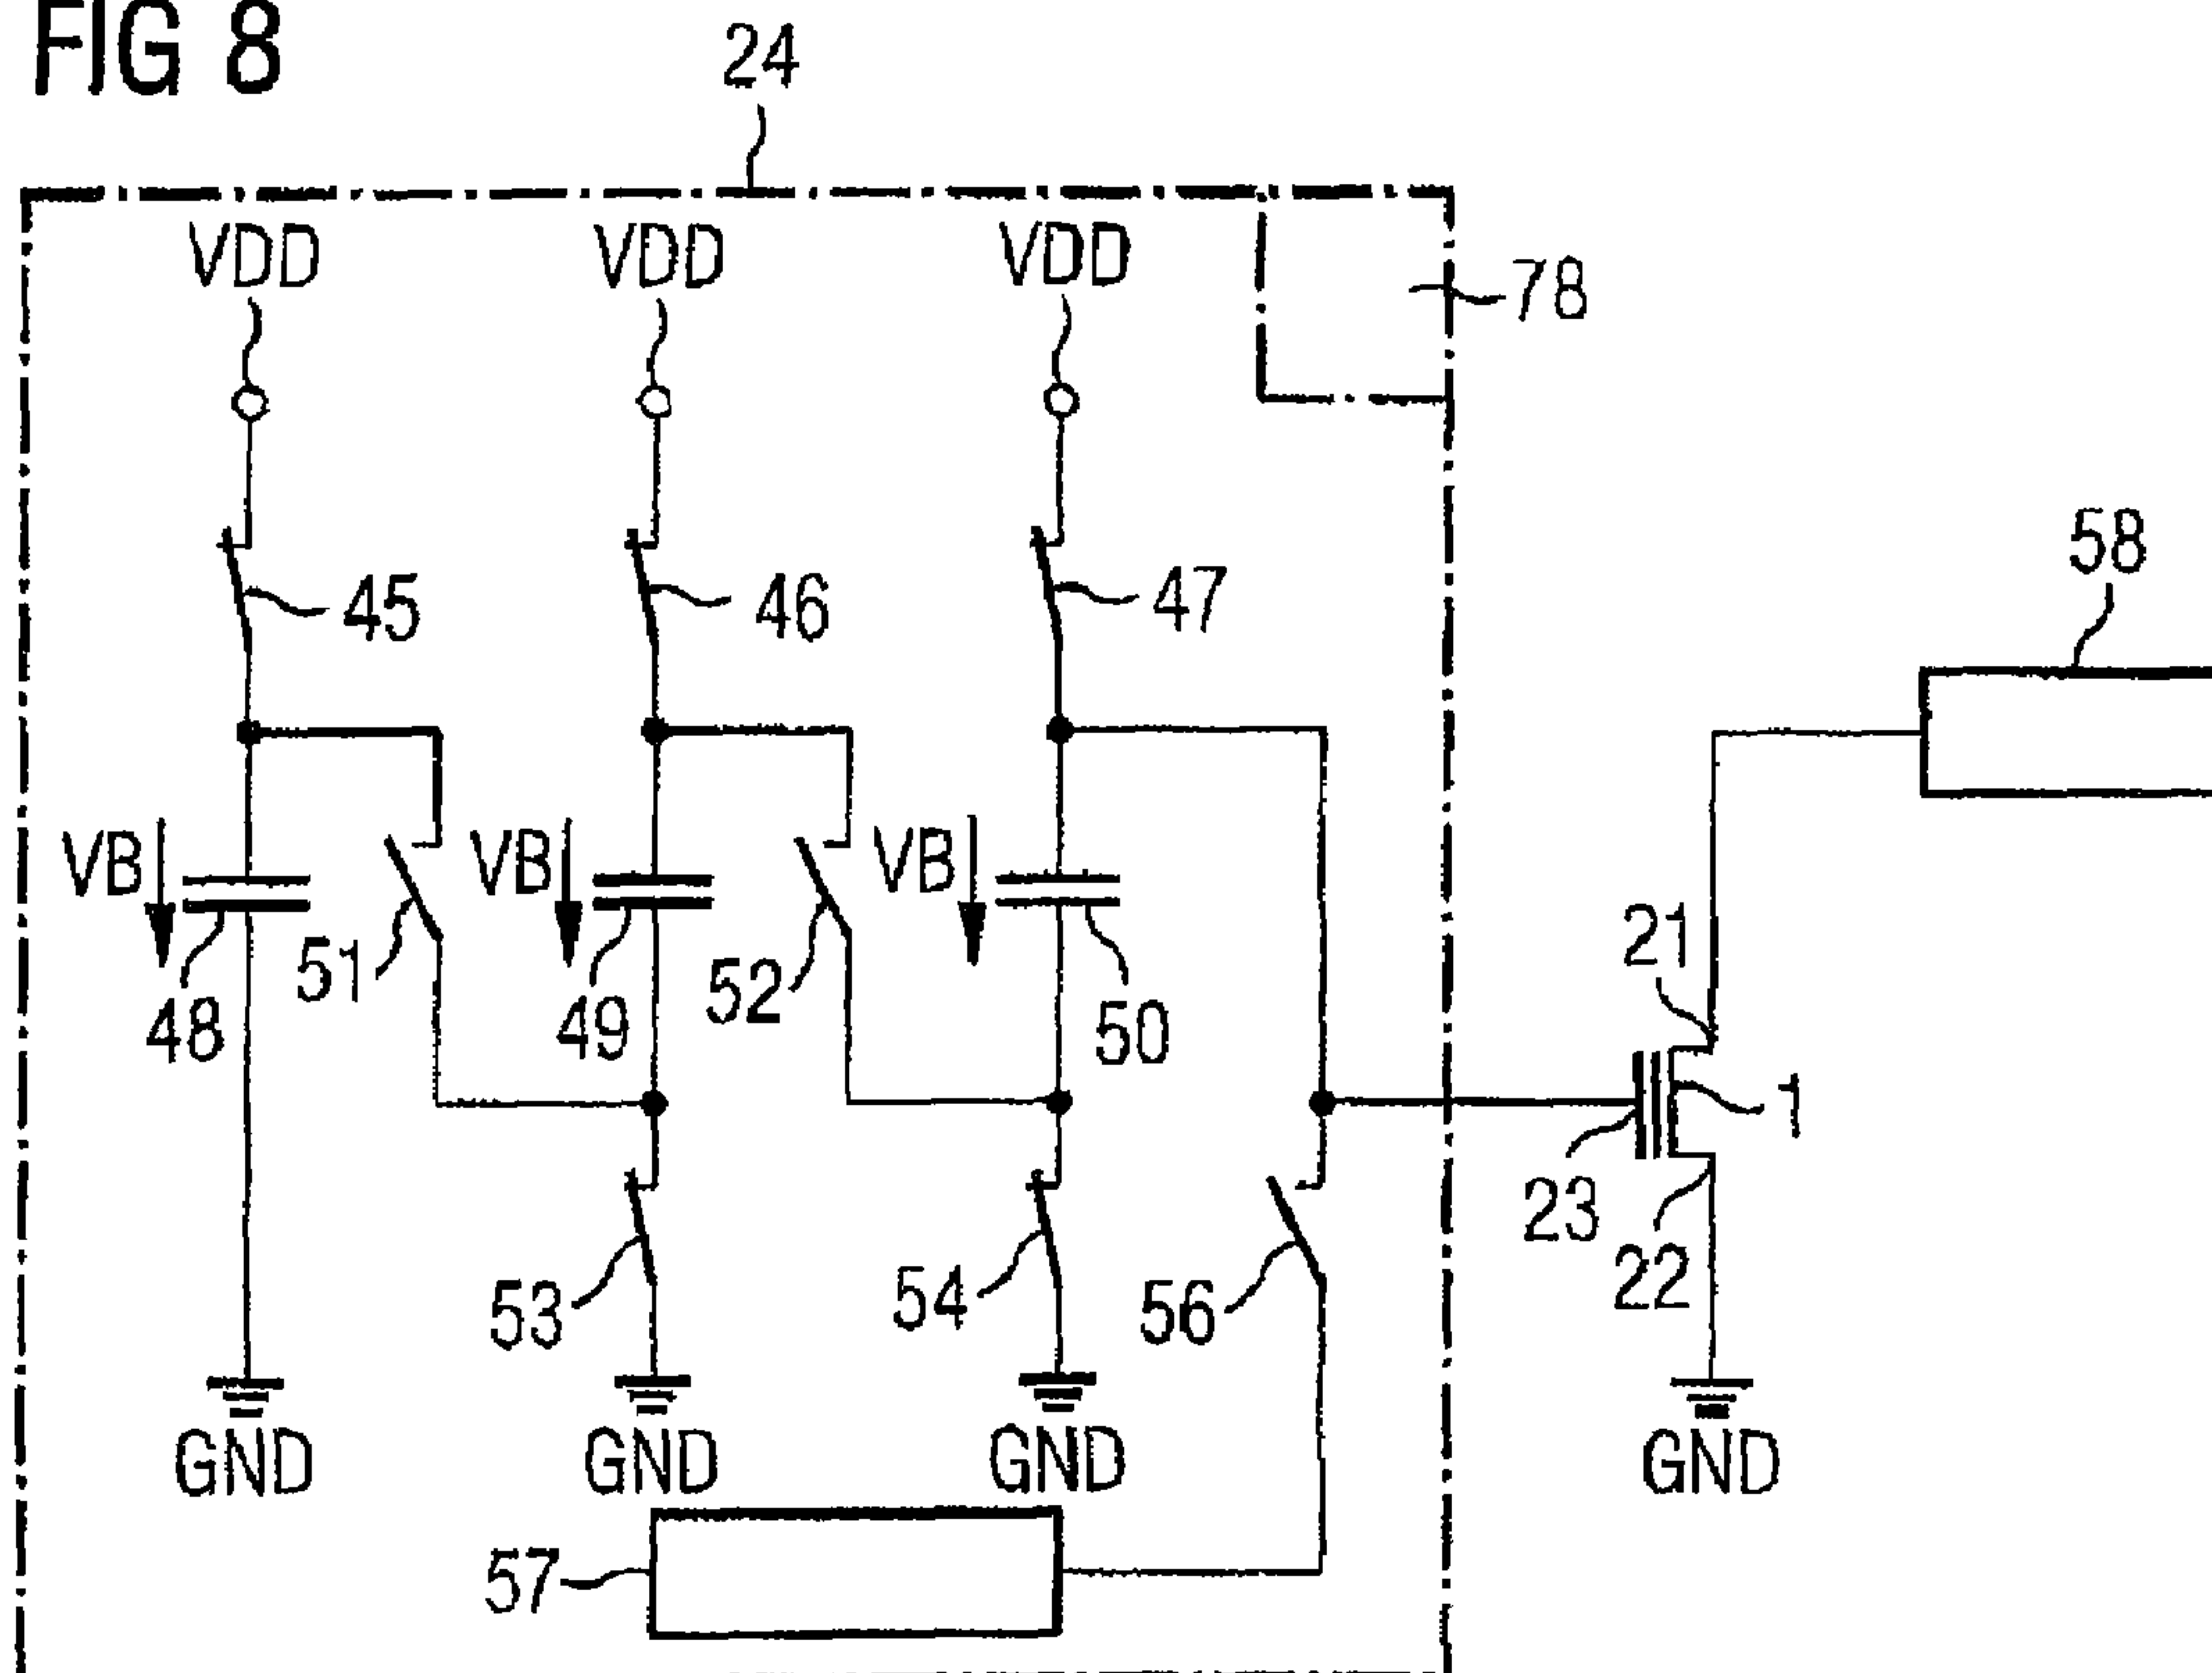 FIG 8
24
VDD VDD VDD
78
45 46 47
58
VB VB VB
51 52
48 49 50
21
1
23
22
53 54 56
GND GND GND GND
57